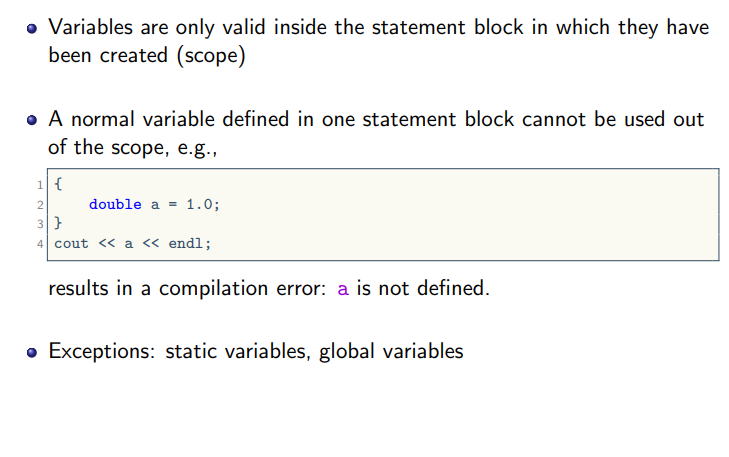 Variables are only valid inside the statement block in which they have
been created (scope)
A normal variable defined in one statement block cannot be used out
of the scope, e.g.,
1 {
2     double a = 1.0;
3 }
4 cout << a << endl;
results in a compilation error: a is not defined.
Exceptions: static variables, global variables